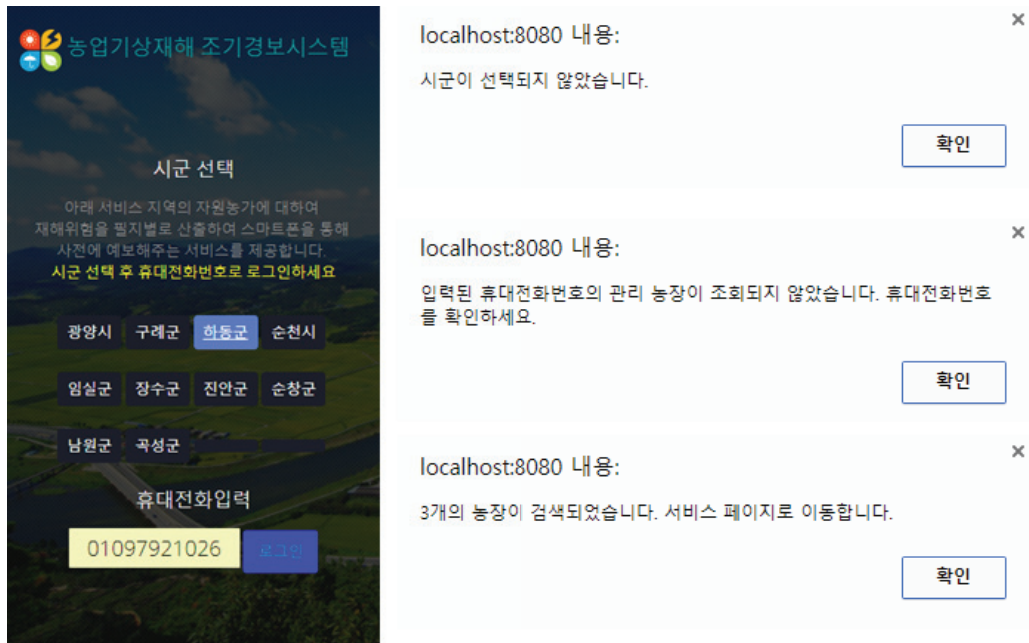 농업기상재해 조기경보시스템
시군 선택
아래 서비스 지역의 자원농가에 대하여
재해위험을 필지별로 산출하여 스마트폰을 통해
사전에 예보해주는 서비스를 제공합니다.
시군 선택 후 휴대전화번호로 로그인하세요
광양시 구례군 하동군 순천시
임실군 장수군 진안군 순창군
남원군 곡성군
휴대전화입력
01097921026 로그인
localhost:8080 내용:
시군이 선택되지 않았습니다.
확인
localhost:8080 내용:
입력된 휴대전화번호의 관리 농장이 조회되지 않았습니다. 휴대전화번호
를 확인하세요.
확인
localhost:8080 내용:
3개의 농장이 검색되었습니다. 서비스 페이지로 이동합니다.
확인